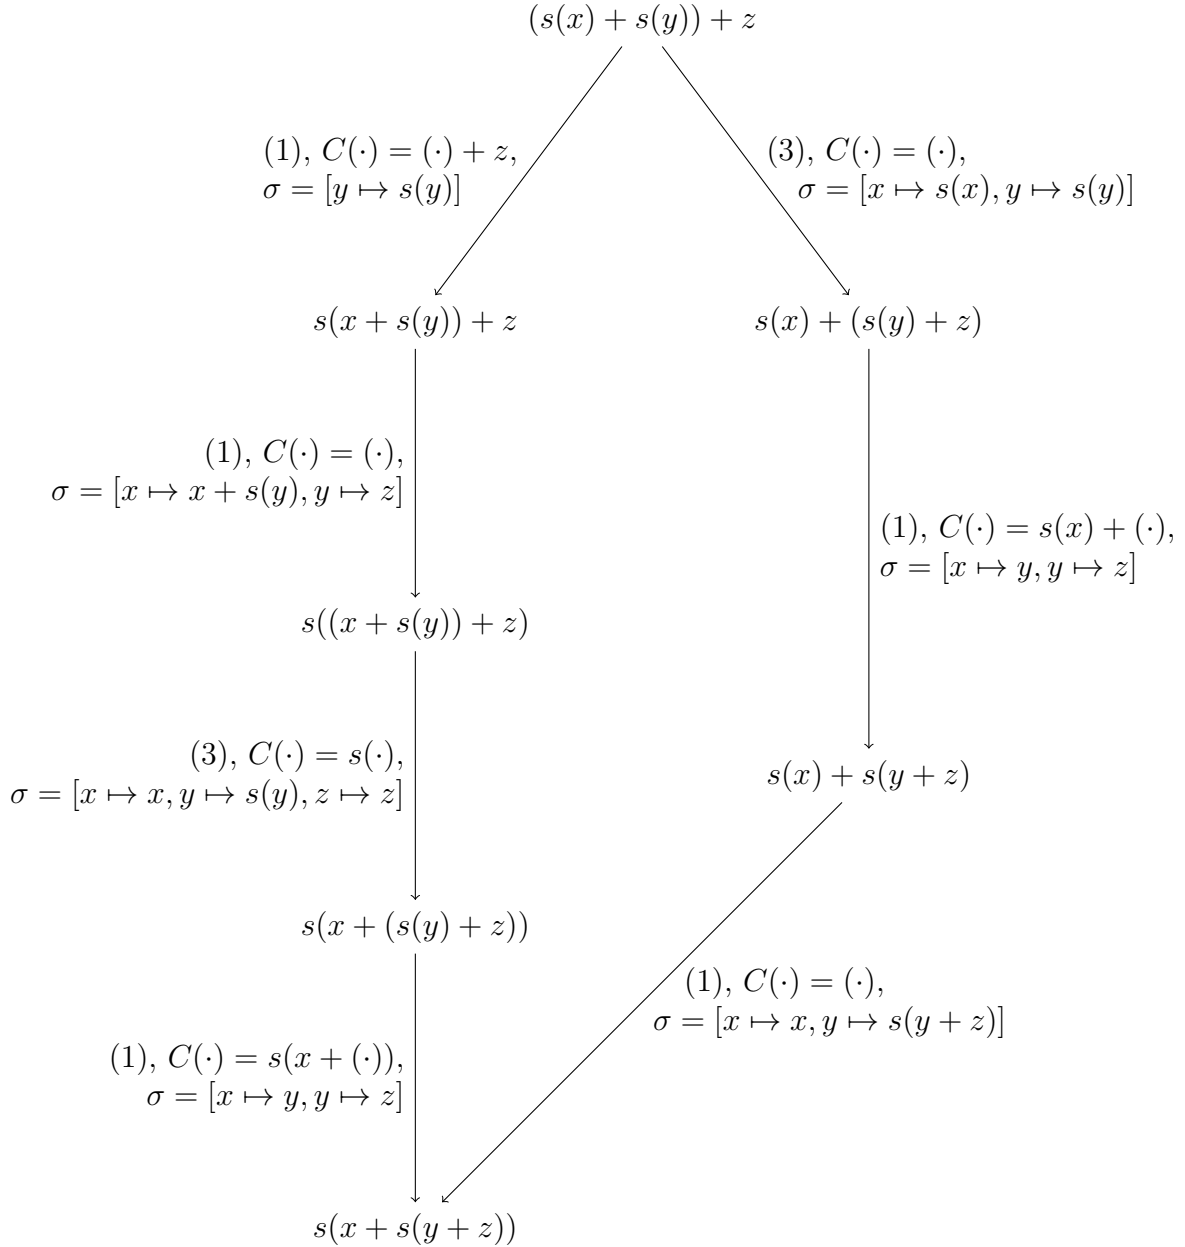 (s(x) + s(y)) + z
(1), C(·) = (·) + z,
σ = [y ↦ s(y)]
(3), C(·) = (·),
σ = [x ↦ s(x), y ↦ s(y)]
s(x + s(y)) + z
s(x) + (s(y) + z)
(1), C(·) = (·),
σ = [x ↦ x + s(y), y ↦ z]
(1), C(·) = s(x) + (·),
σ = [x ↦ y, y ↦ z]
s((x + s(y)) + z)
(3), C(·) = s(·),
σ = [x ↦ x, y ↦ s(y), z ↦ z]
s(x) + s(y + z)
s(x + (s(y) + z))
(1), C(·) = (·),
σ = [x ↦ x, y ↦ s(y + z)]
(1), C(·) = s(x + (·)),
σ = [x ↦ y, y ↦ z]
s(x + s(y + z))